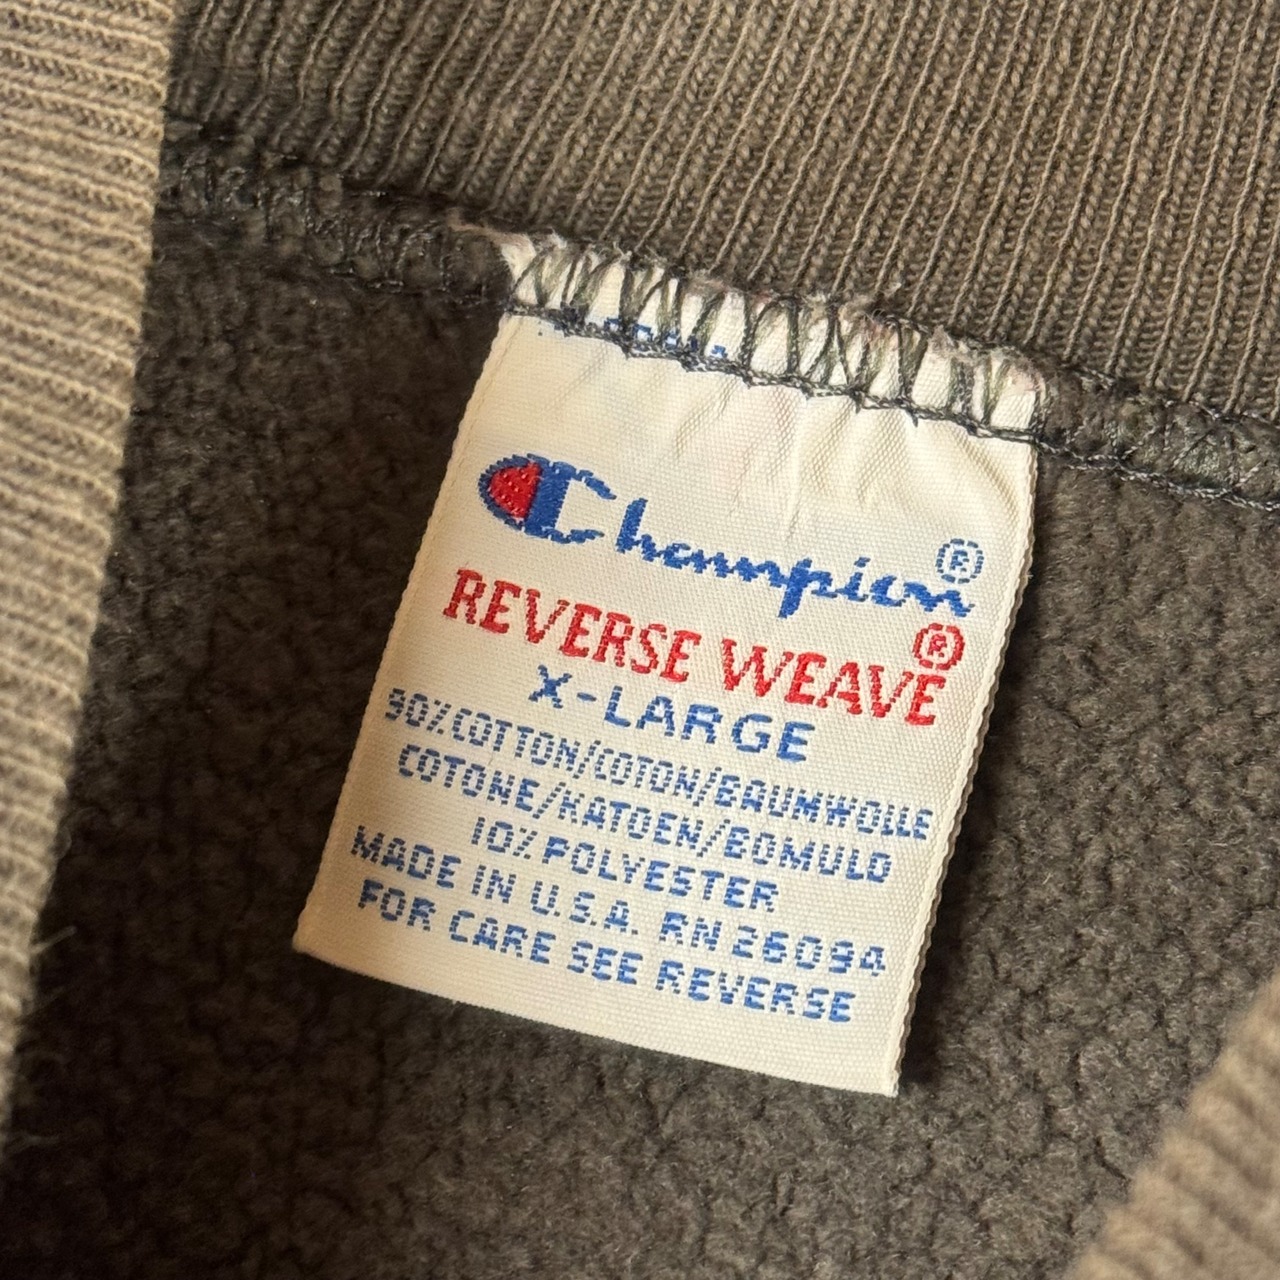 Champion®
REVERSE WEAVE®
X-LARGE
90% COTTON/COTON/BAUMWOLLE
COTONE/KATOEN/BOMULD
10% POLYESTER
MADE IN U.S.A. RN 26094
FOR CARE SEE REVERSE